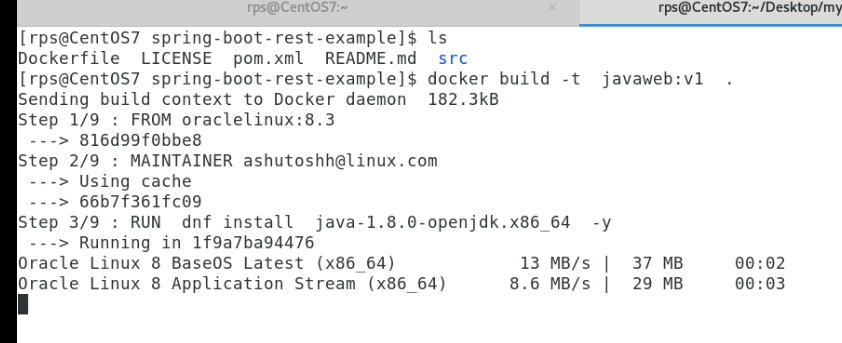 rps@CentOS7:~ × rps@CentOS7:~/Desktop/my
[rps@CentOS7 spring-boot-rest-example]$ ls
Dockerfile  LICENSE  pom.xml  README.md  src
[rps@CentOS7 spring-boot-rest-example]$ docker build -t  javaweb:v1  .
Sending build context to Docker daemon  182.3kB
Step 1/9 : FROM oraclelinux:8.3
 ---> 816d99f0bbe8
Step 2/9 : MAINTAINER ashutoshh@linux.com
 ---> Using cache
 ---> 66b7f361fc09
Step 3/9 : RUN  dnf install  java-1.8.0-openjdk.x86_64  -y
 ---> Running in 1f9a7ba94476
Oracle Linux 8 BaseOS Latest (x86_64)            13 MB/s |  37 MB     00:02
Oracle Linux 8 Application Stream (x86_64)      8.6 MB/s |  29 MB     00:03